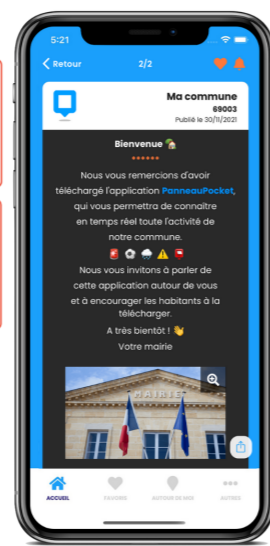 5:21
Retour
2/2
Ma commune
69003
Publié le 30/11/2021
Bienvenue 🏡
Nous vous remercions d'avoir
téléchargé l'application PanneauPocket,
qui vous permettra de connaître
en temps réel toute l'activité de
notre commune.
Nous vous invitons à parler de
cette application autour de vous
et à encourager les habitants à la
télécharger.
A très bientôt ! 👋
Votre mairie
MAIRIE
ACCUEIL
FAVORIS
AUTOUR DE MOI
AUTRES